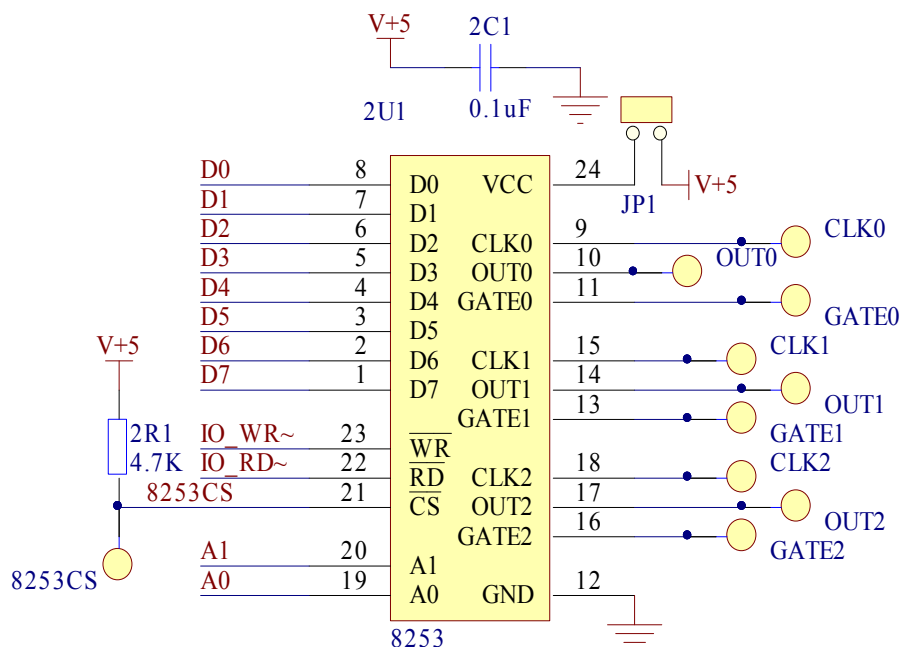 V+5
2C1
2U1
0.1uF
D0 8 D0 VCC 24 V+5
JP1
D1 7 D1
D2 6 D2 CLK0 9 CLK0
D3 5 D3 OUT0 10 OUT0
D4 4 D4 GATE0 11 GATE0
D5 3 D5
D6 2 D6 CLK1 15 CLK1
D7 1 D7 OUT1 14 OUT1
GATE1 13 GATE1
V+5
2R1
4.7K
IO_WR~ 23 WR
IO_RD~ 22 RD CLK2 18 CLK2
8253CS 21 CS OUT2 17 OUT2
GATE2 16 GATE2
8253CS
A1 20 A1
A0 19 A0 GND 12
8253